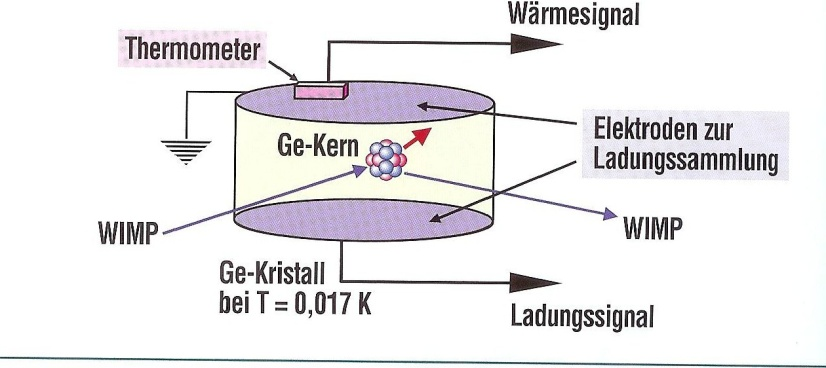 Wärmesignal
Thermometer
Ge-Kern
Elektroden zur
Ladungssammlung
WIMP
WIMP
Ge-Kristall
bei T = 0,017 K
Ladungssignal